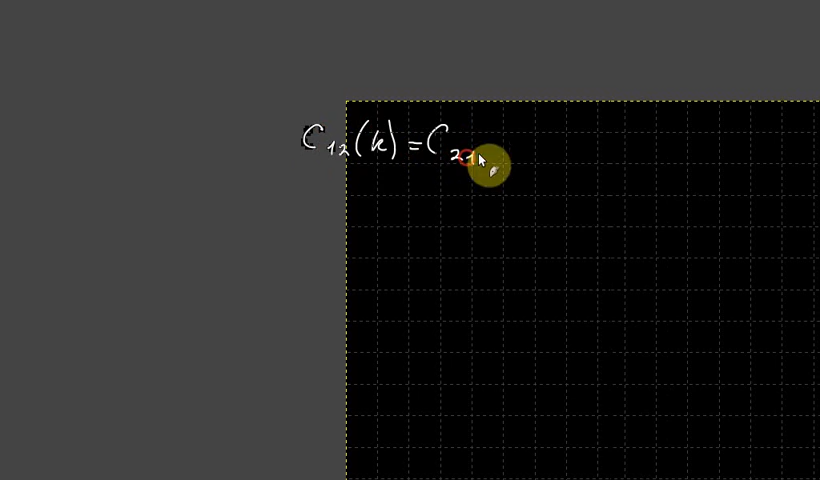 C₁₂(k) = C₂₁